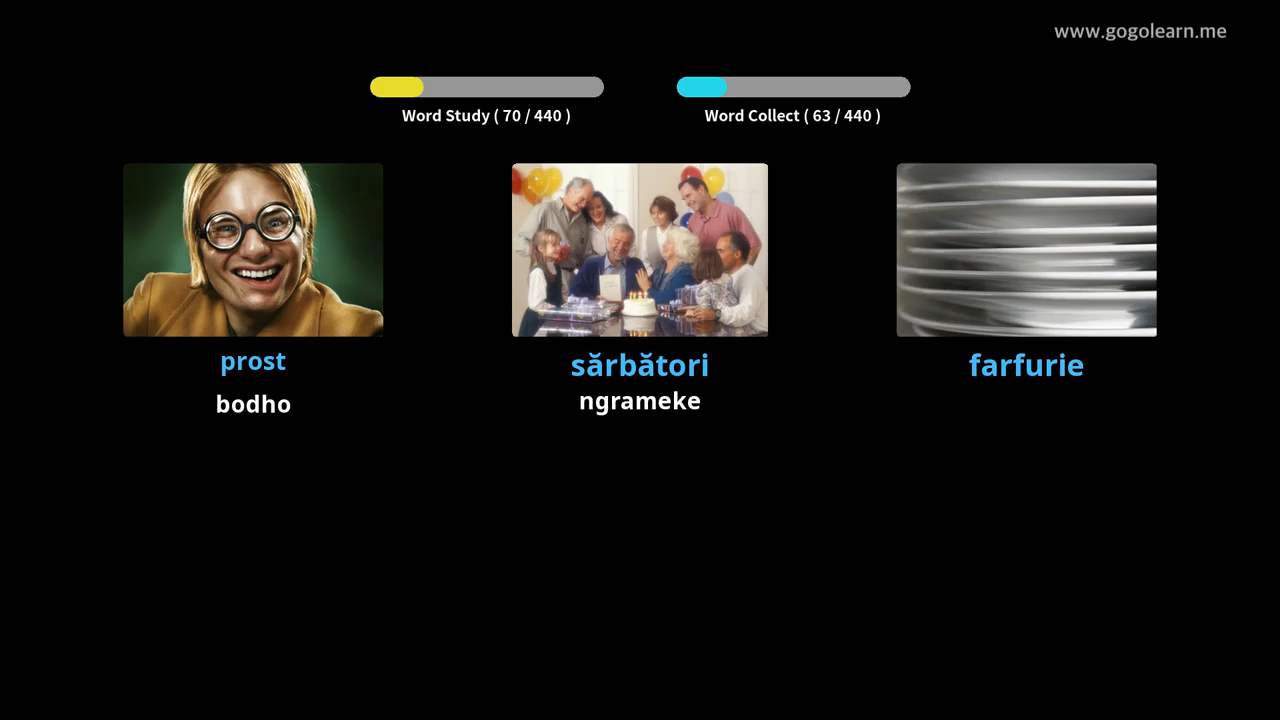 www.gogolearn.me
Word Study ( 70 / 440 )
Word Collect ( 63 / 440 )
prost
sărbători
farfurie
bodho
ngrameke